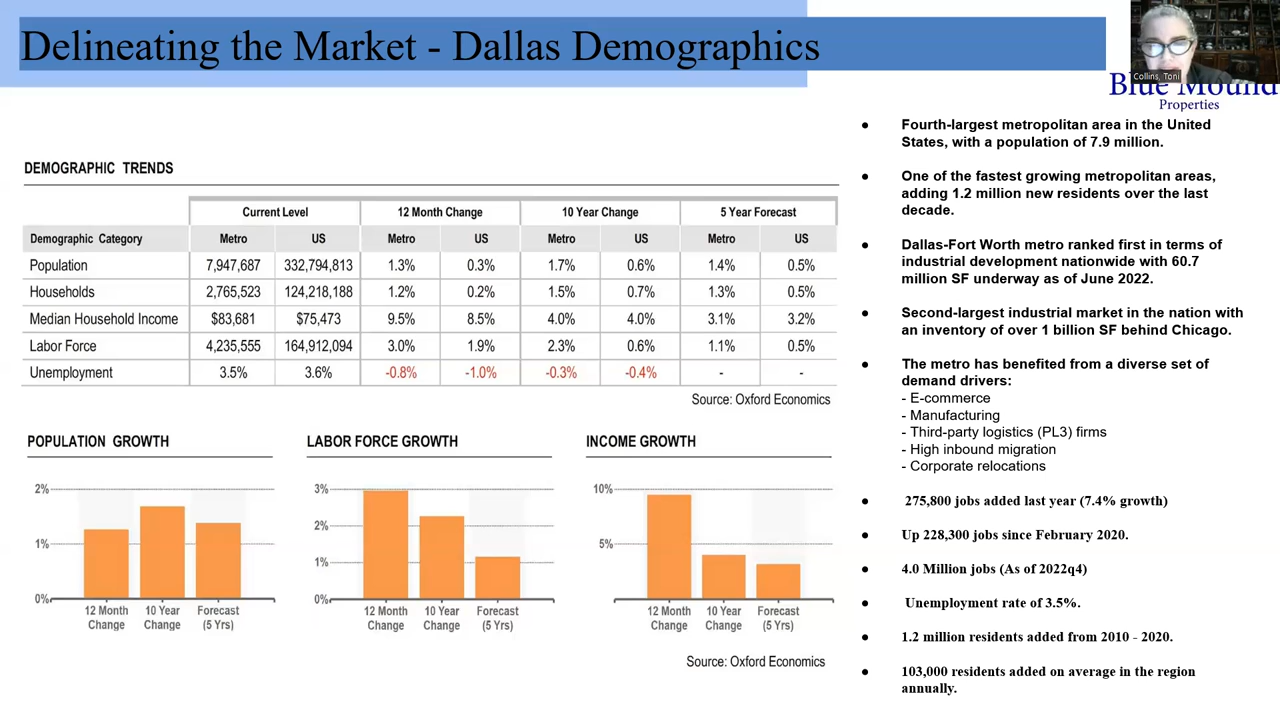 Delineating the Market - Dallas Demographics
Collins, Toni
Blue Mound
Properties
DEMOGRAPHIC TRENDS
Current Level 12 Month Change 10 Year Change 5 Year Forecast
Demographic Category Metro US Metro US Metro US Metro US
Population 7,947,687 332,794,813 1.3% 0.3% 1.7% 0.6% 1.4% 0.5%
Households 2,765,523 124,218,188 1.2% 0.2% 1.5% 0.7% 1.3% 0.5%
Median Household Income $83,681 $75,473 9.5% 8.5% 4.0% 4.0% 3.1% 3.2%
Labor Force 4,235,555 164,912,094 3.0% 1.9% 2.3% 0.6% 1.1% 0.5%
Unemployment 3.5% 3.6% -0.8% -1.0% -0.3% -0.4% - -
Source: Oxford Economics
POPULATION GROWTH
2%
1%
0%
12 Month 10 Year Forecast
Change Change (5 Yrs)
LABOR FORCE GROWTH
3%
2%
1%
0%
12 Month 10 Year Forecast
Change Change (5 Yrs)
INCOME GROWTH
10%
5%
0%
12 Month 10 Year Forecast
Change Change (5 Yrs)
Source: Oxford Economics
● Fourth-largest metropolitan area in the United
States, with a population of 7.9 million.
● One of the fastest growing metropolitan areas,
adding 1.2 million new residents over the last
decade.
● Dallas-Fort Worth metro ranked first in terms of
industrial development nationwide with 60.7
million SF underway as of June 2022.
● Second-largest industrial market in the nation with
an inventory of over 1 billion SF behind Chicago.
● The metro has benefited from a diverse set of
demand drivers:
- E-commerce
- Manufacturing
- Third-party logistics (PL3) firms
- High inbound migration
- Corporate relocations
● 275,800 jobs added last year (7.4% growth)
● Up 228,300 jobs since February 2020.
● 4.0 Million jobs (As of 2022q4)
● Unemployment rate of 3.5%.
● 1.2 million residents added from 2010 - 2020.
● 103,000 residents added on average in the region
annually.